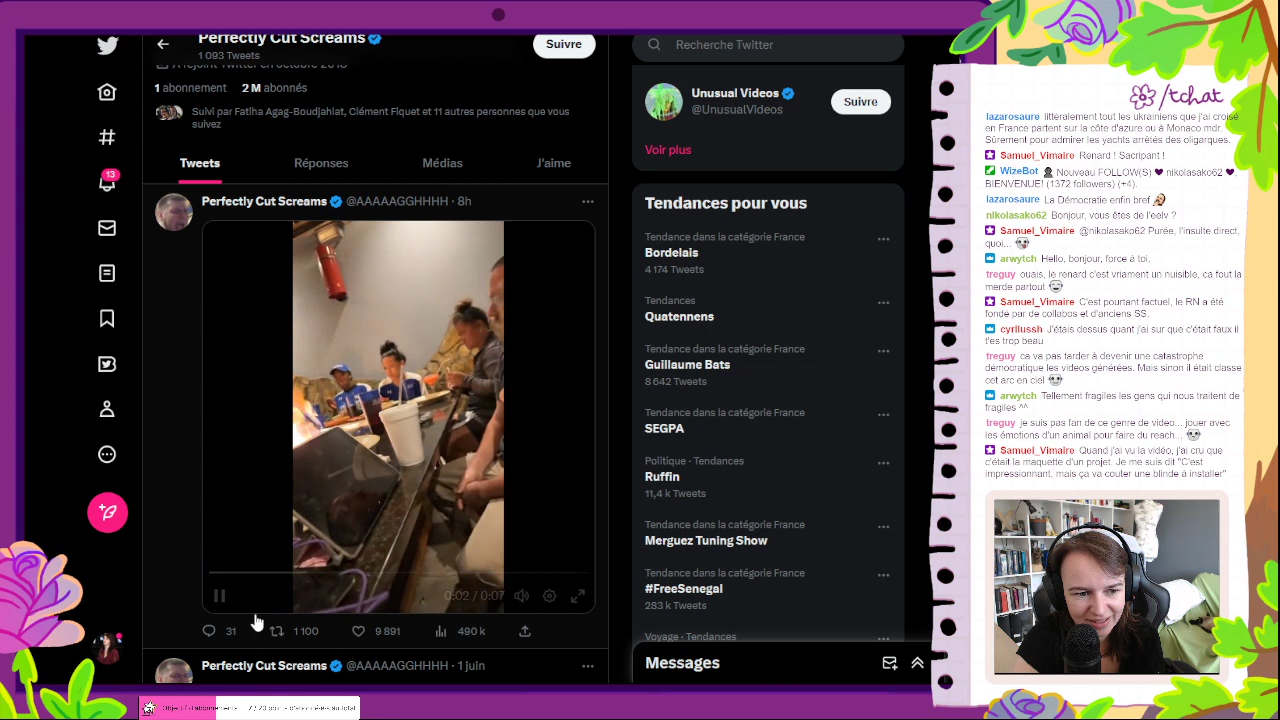 Perfectly Cut Screams
1 093 Tweets
Suivre
1 abonnement 2 M abonnés
Suivi par Fatiha Agag-Boudjahlat, Clément Fiquet et 11 autres personnes que vous
suivez
Tweets Réponses Médias J'aime
13
Perfectly Cut Screams @AAAAAGGHHHH · 8h
0:02 / 0:07
31 1 100 9 891 490 k
Perfectly Cut Screams @AAAAAGGHHHH · 1 juin
Recherche Twitter
Unusual Videos
@UnusualVIdeos
Suivre
Voir plus
Tendances pour vous
Tendance dans la catégorie France
Bordelais
4 174 Tweets
Tendances
Quatennens
Tendance dans la catégorie France
Guillaume Bats
8 642 Tweets
Tendance dans la catégorie France
SEGPA
Politique · Tendances
Ruffin
11,4 k Tweets
Tendance dans la catégorie France
Merguez Tuning Show
Tendance dans la catégorie France
#FreeSenegal
283 k Tweets
Voyage · Tendances
Messages
/tchat
lazarosaure littéralement tout les ukrainiens que j'ai croisé
en France partent sur la côte d'azure ou à Monaco mdr.
Sûrement pour admirer les yachts arrêtés des oligarques.
Samuel_Vimaire Renard ! Sacripant !
WizeBot Nouveau FOLLOW(S) nikolasako62
BIENVENUE! (1372 followers) (+4).
lazarosaure La Démocratie enfin bref
nikolasako62 Bonjour, vous êtes de l'eelv ?
Samuel_Vimaire @nikolasako62 Purée, l'insulte direct,
quoi...
arwytch Hello, bonjour, force à toi.
treguy ouais, le renard c'est vriament un nuisible, ca fout la
merde partout
Samuel_Vimaire C'est pourtant factuel, le RN a été
fondé par de collabos et d'anciens SS.
cyrllussh J'étais dessus quant j'ai sur que c'était faux il
t'es trop beau
treguy ca va pas tarder à devenir une catastrophe
démocratique les videos générées. Mais sinon il était classe
cet arc en ciel
arwytch Tellement fragiles les gens qui nous traitent de
fragiles ^^
treguy je suis pas fan de ce genre de video... jouer avec
les émotions d'un animal pour faire du reach...
Samuel_Vimaire Quand j'ai vu la vidéo, j'ai cru que
c'était la maquette d'un projet. Je me suis dit "C'est
impressionnant, mais ça va couter une blinde à installer"